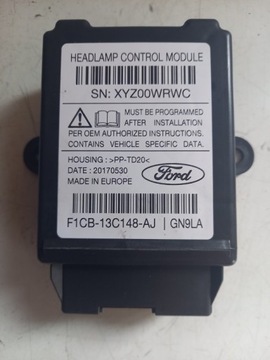 HEADLAMP CONTROL MODULE
SN: XYZ00WRWC
MUST BE PROGRAMMED
AFTER INSTALLATION
PER OEM AUTHORIZED INSTRUCTIONS.
CONTAINS VEHICLE SPECIFIC DATA.
HOUSING : >PP-TD20<
DATE : 20170530
MADE IN EUROPE
Ford
F1CB-13C148-AJ | GN9LA